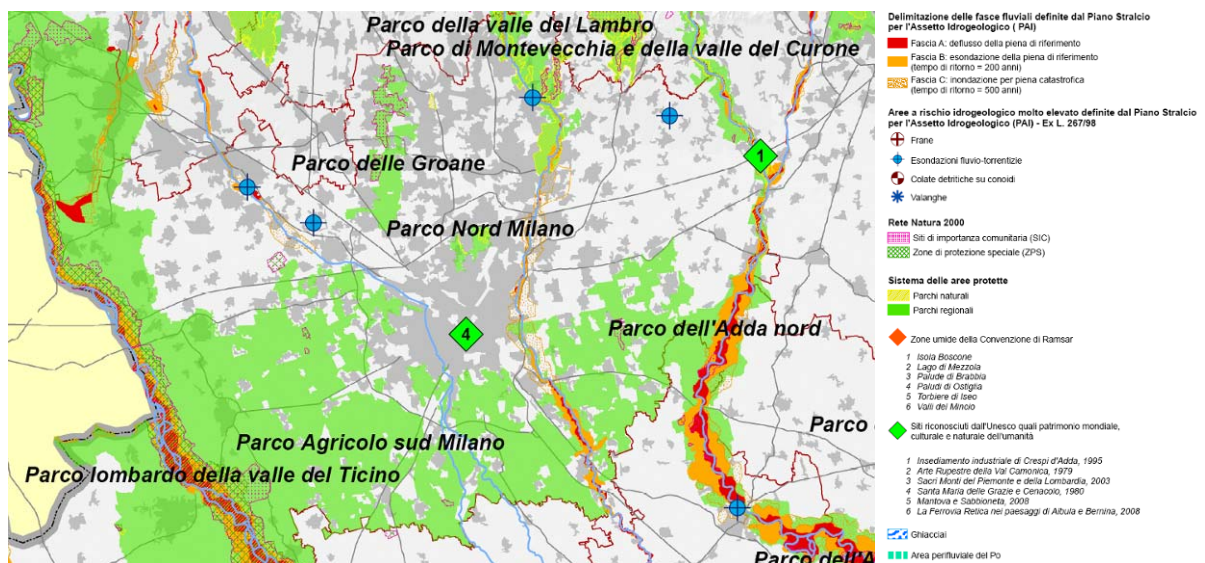 Parco della valle del Lambro
Parco di Montevecchia e della valle del Curone
1
Parco delle Groane
Parco Nord Milano
4
Parco dell'Adda nord
Parco
Parco Agricolo sud Milano
Parco lombardo della valle del Ticino
Parco dell'A
Delimitazione delle fasce fluviali definite dal Piano Stralcio
per l'Assetto Idrogeologico ( PAI)
Fascia A: deflusso della piena di riferimento
Fascia B: esondazione della piena di riferimento
(tempo di ritorno = 200 anni)
Fascia C: inondazione per piena catastrofica
(tempo di ritorno = 500 anni)
Aree a rischio idrogeologico molto elevato definite dal Piano Stralcio
per l'Assetto Idrogeologico (PAI) - Ex L. 267/98
Frane
Esondazioni fluvio-torrentizie
Colate detritiche su conoidi
Valanghe
Rete Natura 2000
Siti di importanza comunitaria (SIC)
Zone di protezione speciale (ZPS)
Sistema delle aree protette
Parchi naturali
Parchi regionali
Zone umide della Convenzione di Ramsar
1 Isola Boscone
2 Lago di Mezzola
3 Palude di Brabbia
4 Paludi di Ostiglia
5 Torbiere di Iseo
6 Valli del Mincio
Siti riconosciuti dall'Unesco quali patrimonio mondiale,
culturale e naturale dell'umanità
1 Insediamento industriale di Crespi d'Adda, 1995
2 Arte Rupestre della Val Camonica, 1979
3 Sacri Monti del Piemonte e della Lombardia, 2003
4 Santa Maria delle Grazie e Cenacolo, 1980
5 Mantova e Sabbioneta, 2008
6 La Ferrovia Retica nei paesaggi di Albula e Bernina, 2008
Ghiacciai
Area perifluviale del Po